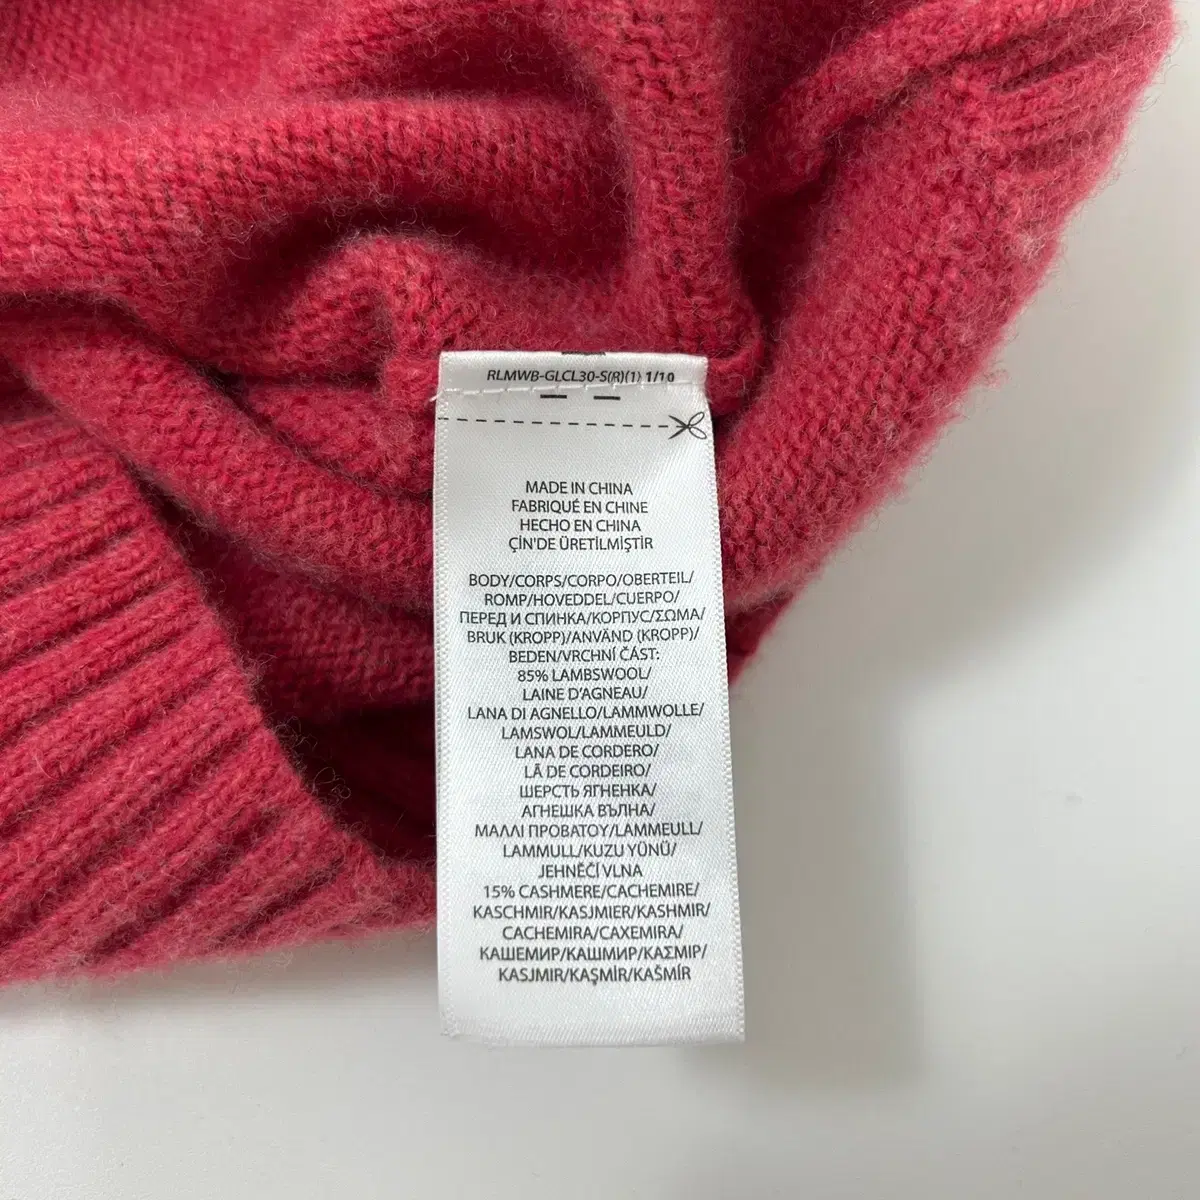 RLMWB-GLCL30-S(R)(1) 1/10
MADE IN CHINA
FABRIQUÉ EN CHINE
HECHO EN CHINA
ÇİN'DE ÜRETİLMİŞTİR
BODY/CORPS/CORPO/OBERTEIL/
ROMP/HOVEDDEL/CUERPO/
ПЕРЕД И СПИНКА/КОРПУС/ΣΩΜΑ/
BRUK (KROPP)/ANVÄND (KROPP)/
BEDEN/VRCHNÍ ČÁST:
85% LAMBSWOOL/
LAINE D'AGNEAU/
LANA DI AGNELLO/LAMMWOLLE/
LAMSWOL/LAMMEULD/
LANA DE CORDERO/
LÃ DE CORDEIRO/
ШЕРСТЬ ЯГНЕНКА/
АГНЕШКА ВЪЛНА/
ΜΑΛΛΙ ΠΡΟΒΑΤΟΥ/LAMMEULL/
LAMMULL/KUZU YÜNÜ/
JEHNĚČÍ VLNA
15% CASHMERE/CACHEMIRE/
KASCHMIR/KASJMIER/KASHMIR/
CACHEMIRA/CAXEMIRA/
КАШЕМИР/КАШМИР/ΚΑΣΜΙΡ/
KASJMIR/KAŞMİR/KAŠMÍR